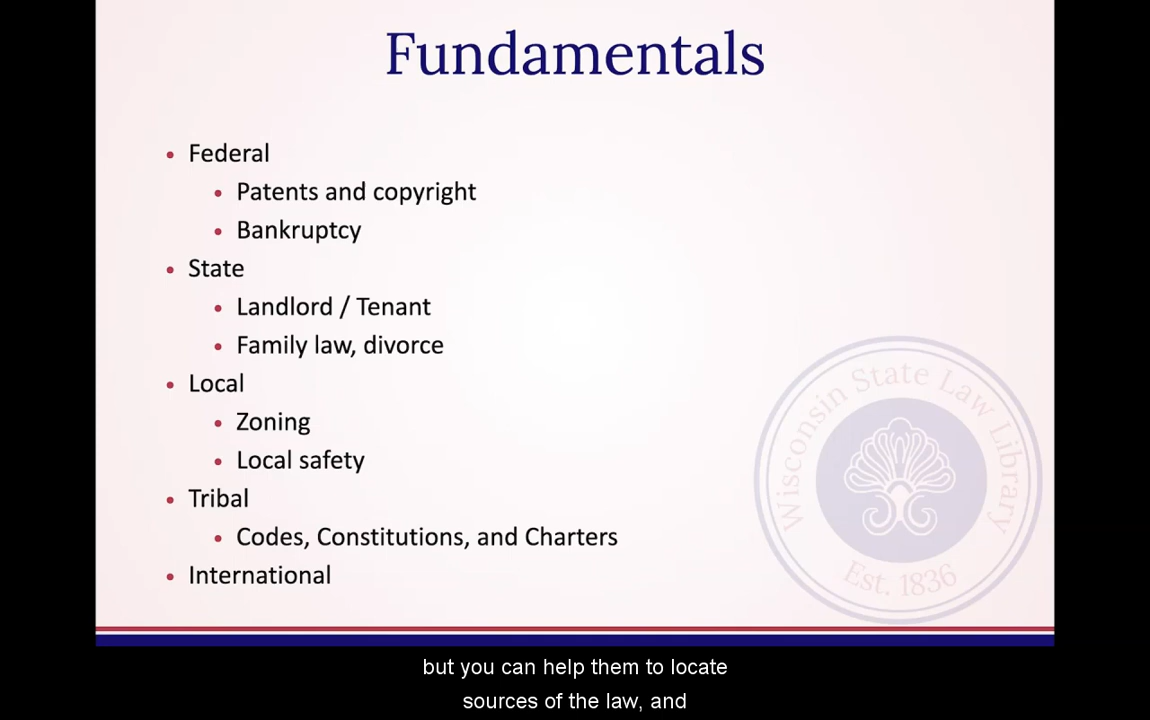 Fundamentals
• Federal
• Patents and copyright
• Bankruptcy
• State
• Landlord / Tenant
• Family law, divorce
• Local
• Zoning
• Local safety
• Tribal
• Codes, Constitutions, and Charters
• International
Wisconsin State Law Library
Est. 1836
but you can help them to locate
sources of the law, and